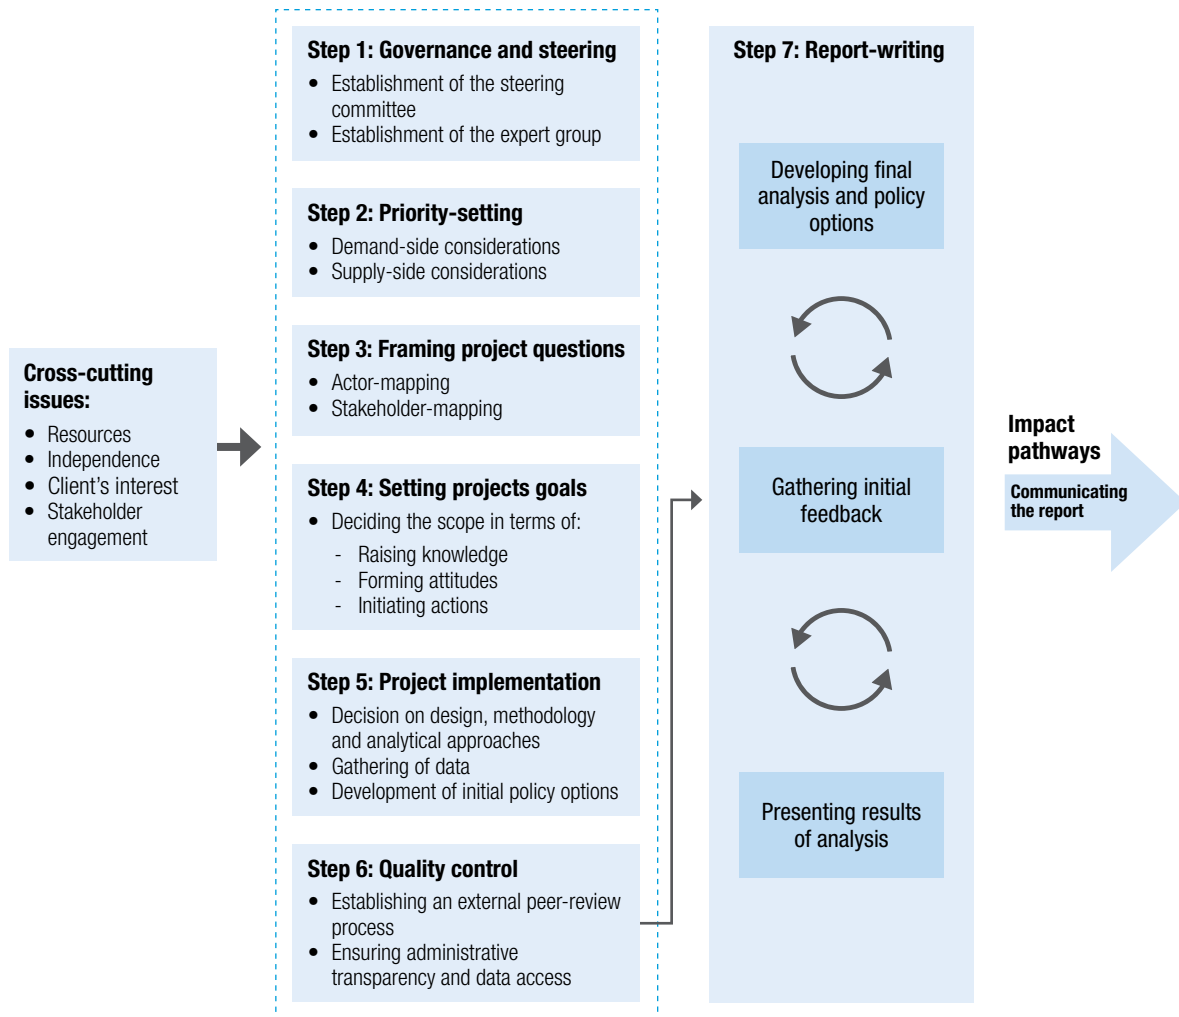 Cross-cutting
issues:
• Resources
• Independence
• Client's interest
• Stakeholder
engagement
Step 1: Governance and steering
• Establishment of the steering
committee
• Establishment of the expert group
Step 2: Priority-setting
• Demand-side considerations
• Supply-side considerations
Step 3: Framing project questions
• Actor-mapping
• Stakeholder-mapping
Step 4: Setting projects goals
• Deciding the scope in terms of:
- Raising knowledge
- Forming attitudes
- Initiating actions
Step 5: Project implementation
• Decision on design, methodology
and analytical approaches
• Gathering of data
• Development of initial policy options
Step 6: Quality control
• Establishing an external peer-review
process
• Ensuring administrative
transparency and data access
Step 7: Report-writing
Developing final
analysis and policy
options
Gathering initial
feedback
Presenting results
of analysis
Impact
pathways
Communicating
the report